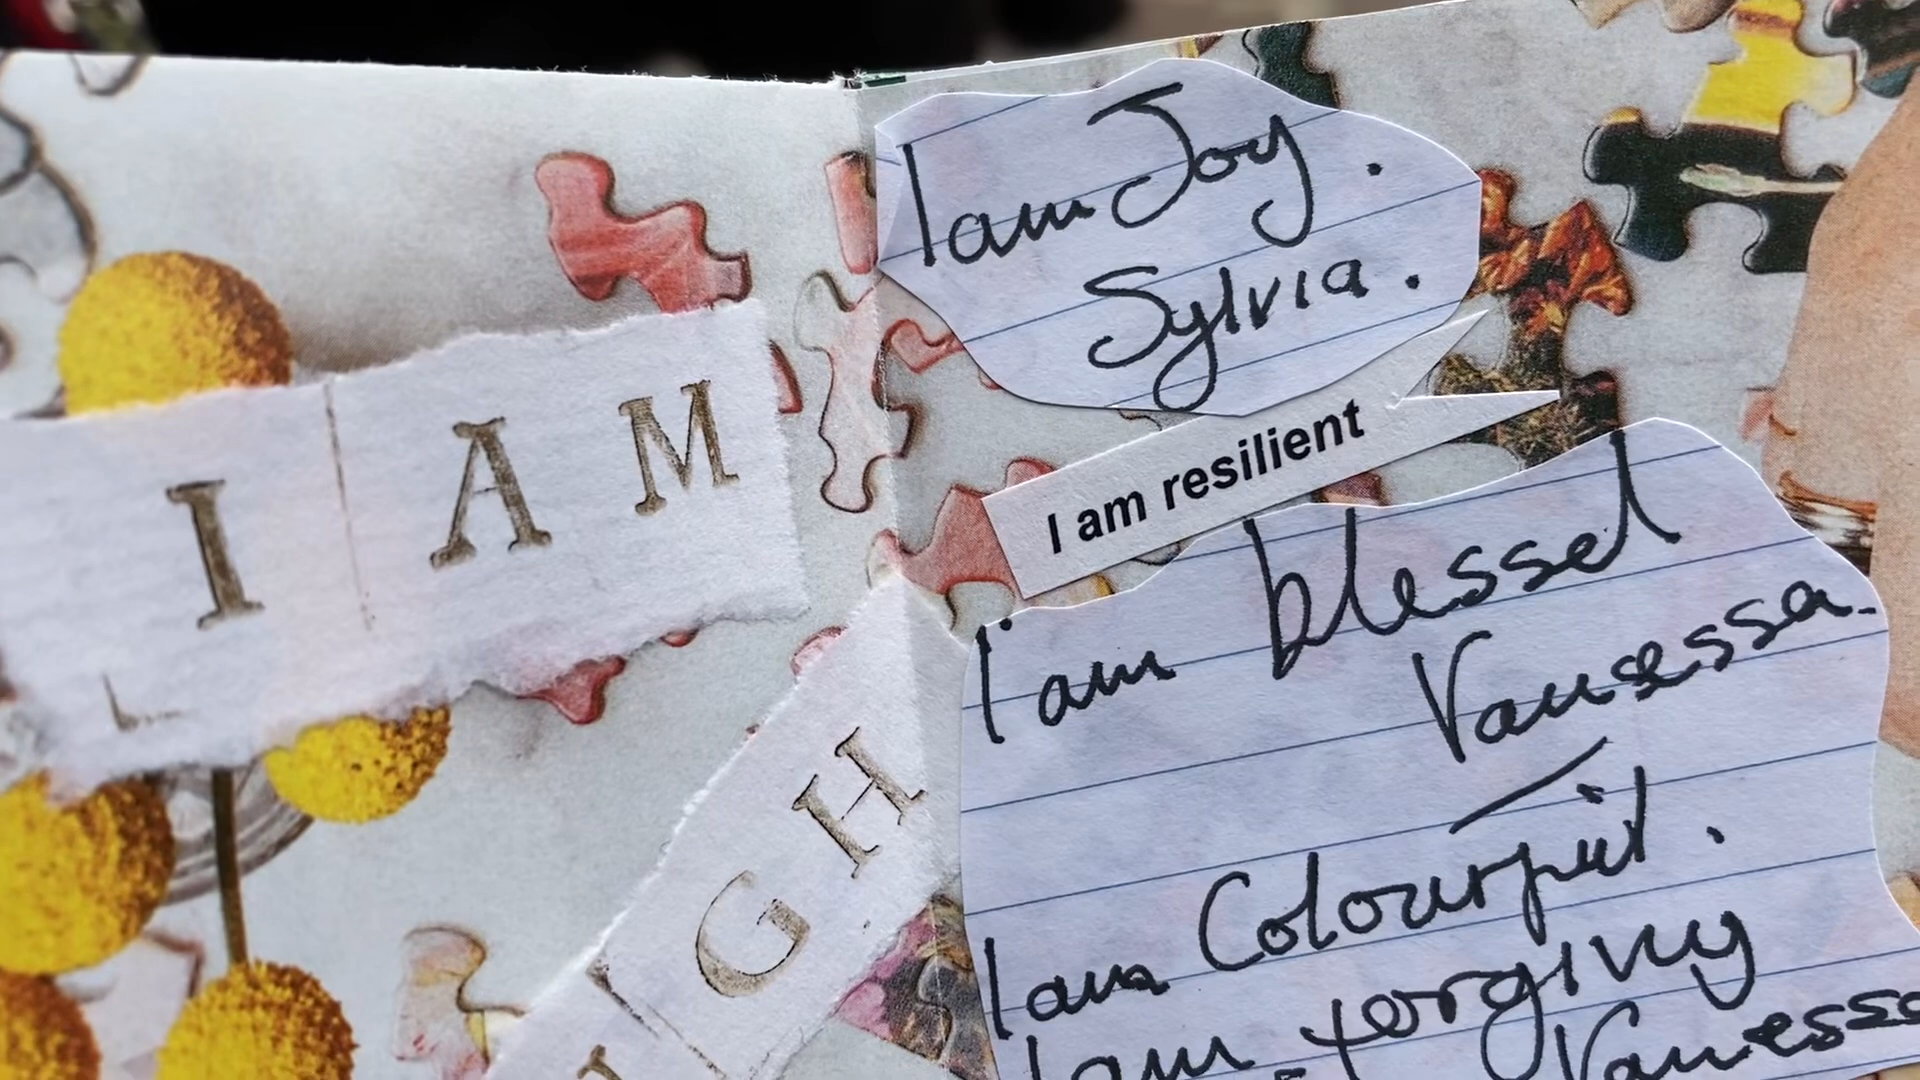 I AM
GH
I am Joy.
Sylvia.
I am resilient
I am blessed
Vanessa.
I am Colourful.
I am forgiving
Vanessa